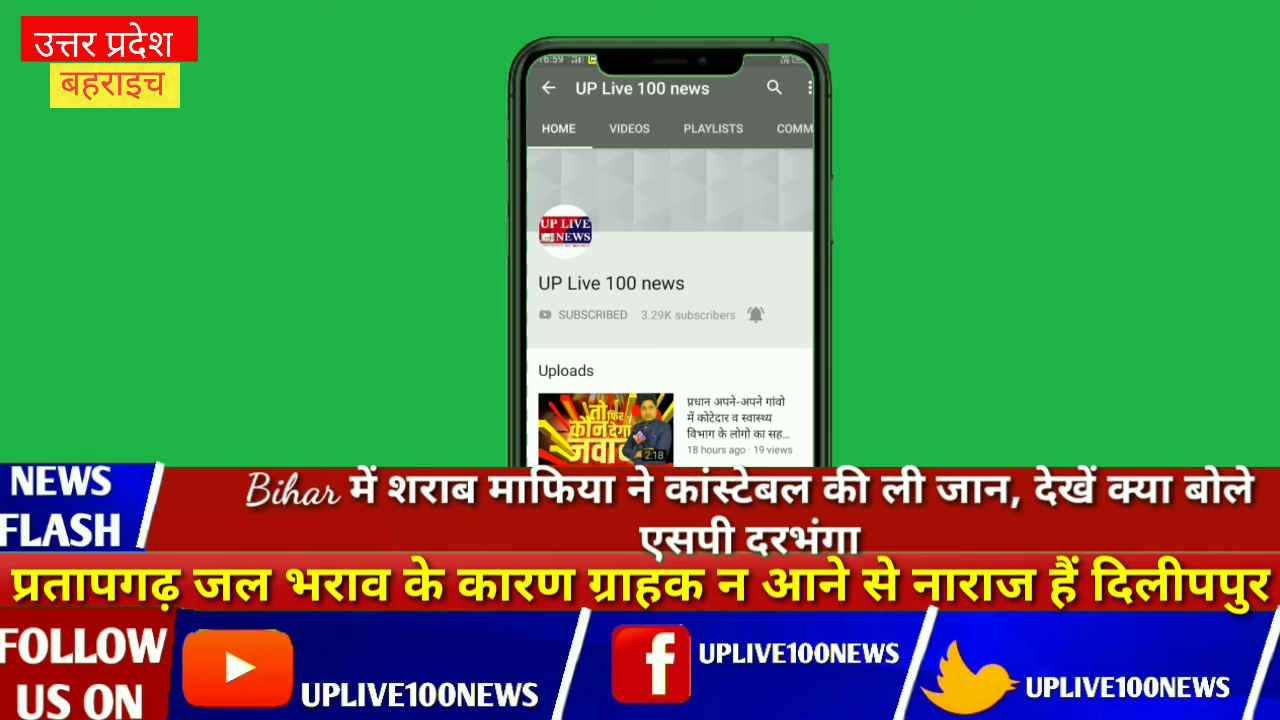 उत्तर प्रदेश
बहराइच
16:59
UP Live 100 news
HOME VIDEOS PLAYLISTS COMM
UP LIVE
NEWS
UP Live 100 news
SUBSCRIBED 3.29K subscribers
Uploads
तो फिर
कौन देगा
जवाब
2:18
प्रधान अपने-अपने गांवो
में कोटेदार व स्वास्थ्य
विभाग के लोगो का सह...
18 hours ago · 19 views
NEWS
FLASH
Bihar में शराब माफिया ने कांस्टेबल की ली जान, देखें क्या बोले
एसपी दरभंगा
प्रतापगढ़ जल भराव के कारण ग्राहक न आने से नाराज हैं दिलीपपुर
FOLLOW
US ON
UPLIVE100NEWS
UPLIVE100NEWS
UPLIVE100NEWS